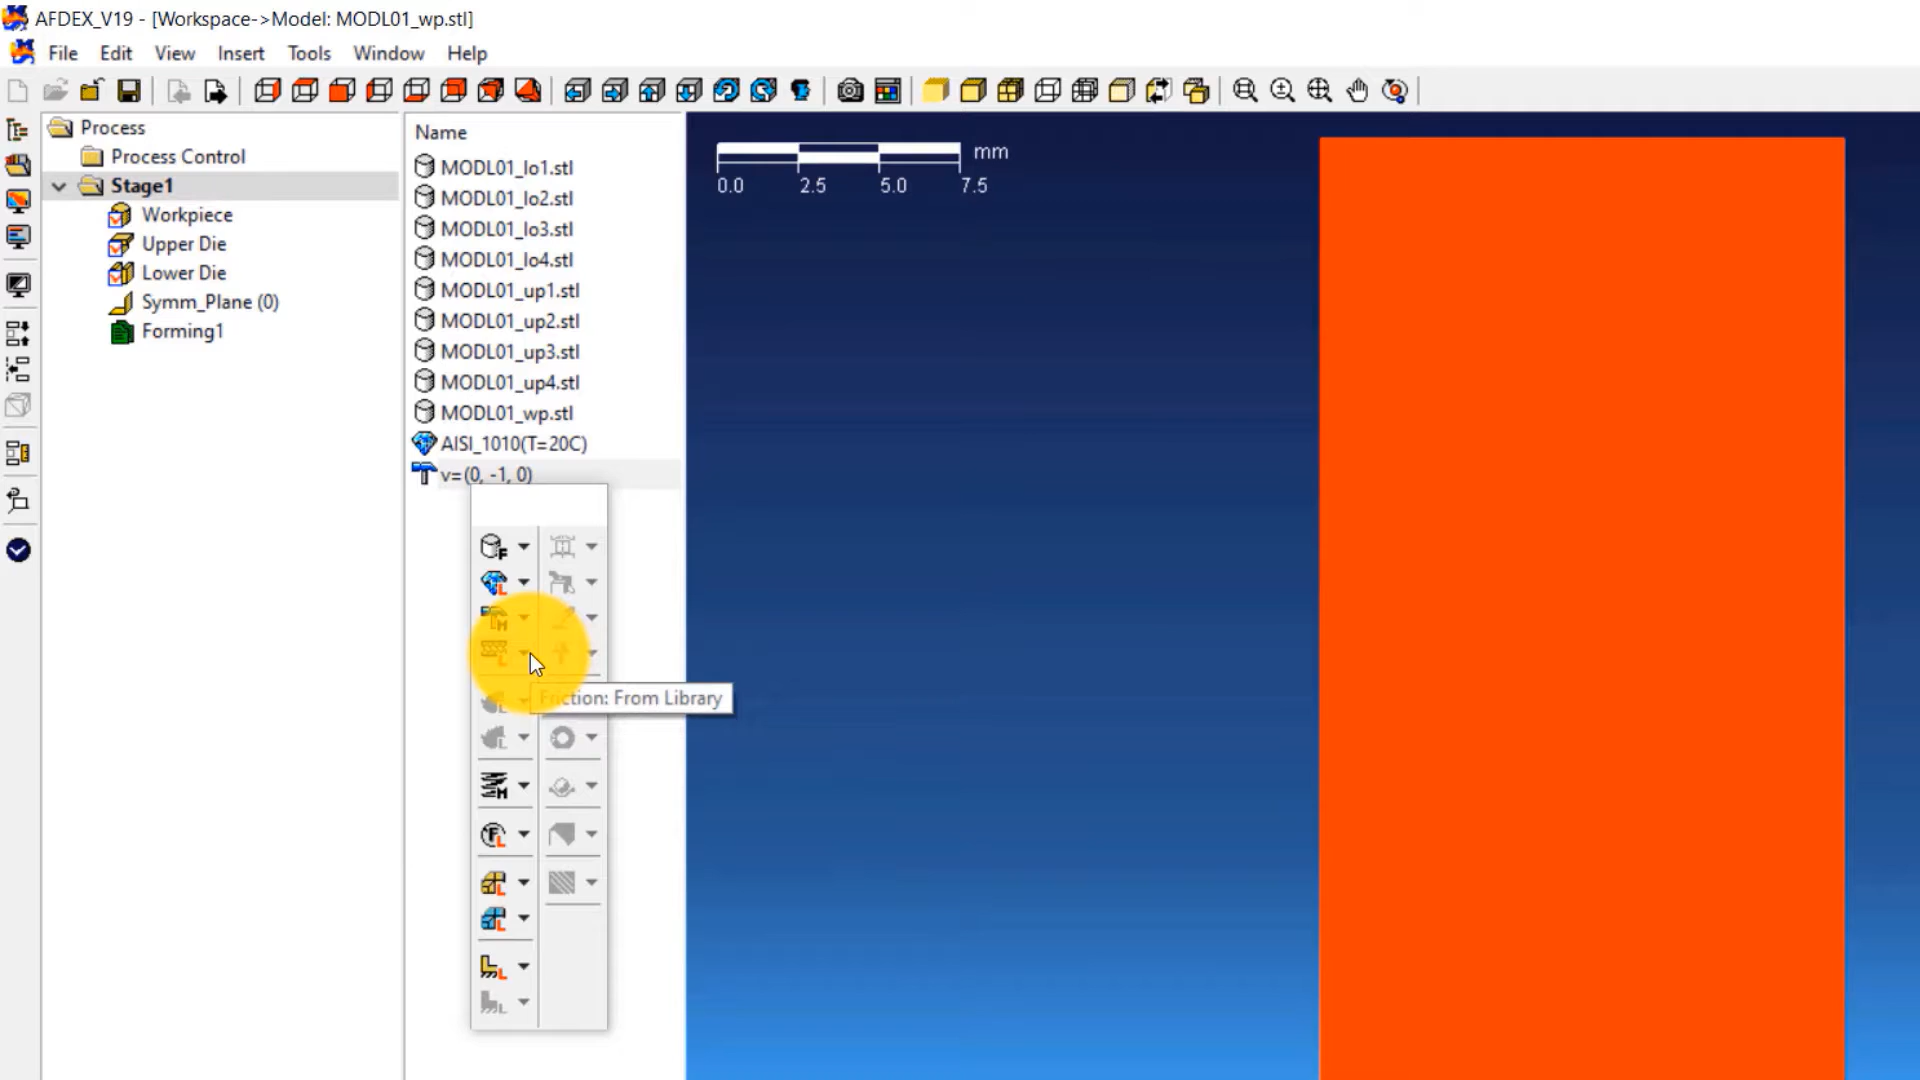 AFDEX_V19 - [Workspace->Model: MODL01_wp.stl]
File Edit View Insert Tools Window Help
Process
Process Control
Stage1
Workpiece
Upper Die
Lower Die
Symm_Plane (0)
Forming1
Name
MODL01_lo1.stl
MODL01_lo2.stl
MODL01_lo3.stl
MODL01_lo4.stl
MODL01_up1.stl
MODL01_up2.stl
MODL01_up3.stl
MODL01_up4.stl
MODL01_wp.stl
AISI_1010(T=20C)
v=(0, -1, 0)
Friction: From Library
mm
0.0 2.5 5.0 7.5